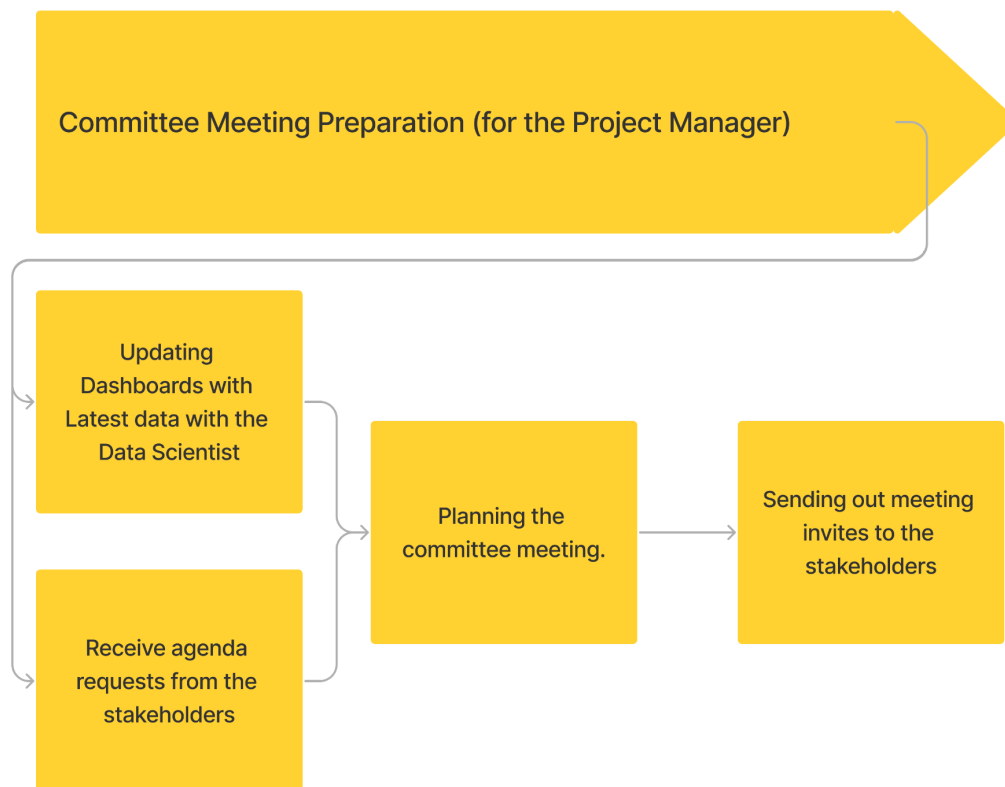 Committee Meeting Preparation (for the Project Manager)
Updating
Dashboards with
Latest data with the
Data Scientist
Receive agenda
requests from the
stakeholders
Planning the
committee meeting.
Sending out meeting
invites to the
stakeholders